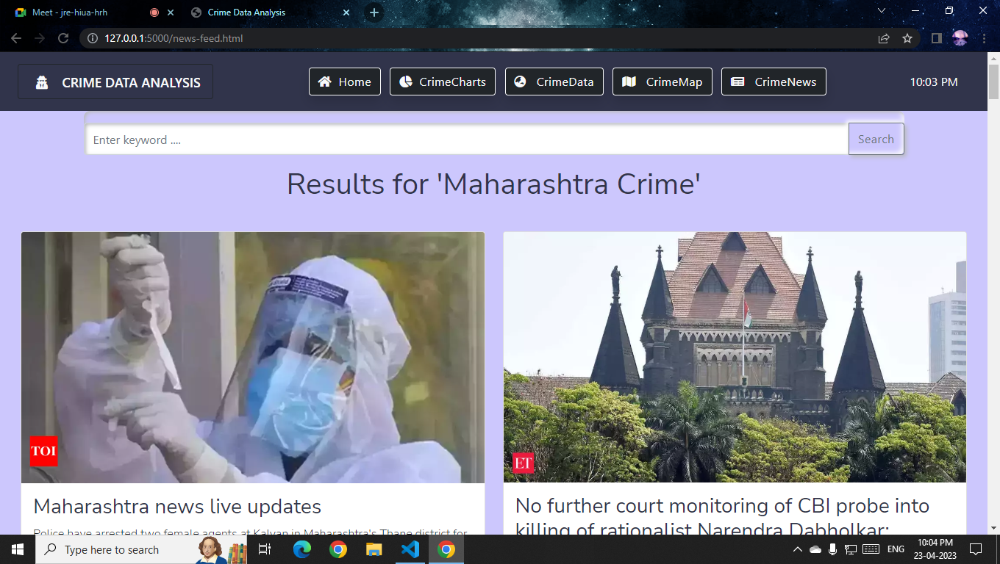 Meet - jre-hiua-hrh
Crime Data Analysis
127.0.0.1:5000/news-feed.html
CRIME DATA ANALYSIS
Home
CrimeCharts
CrimeData
CrimeMap
CrimeNews
10:03 PM
Enter keyword ....
Search
Results for 'Maharashtra Crime'
TOI
ET
Maharashtra news live updates
Police have arrested two female agents at Kalyan in Maharashtra's Thane district for
No further court monitoring of CBI probe into
killing of rationalist Narendra Dabholkar:
Type here to search
ENG
10:04 PM
23-04-2023